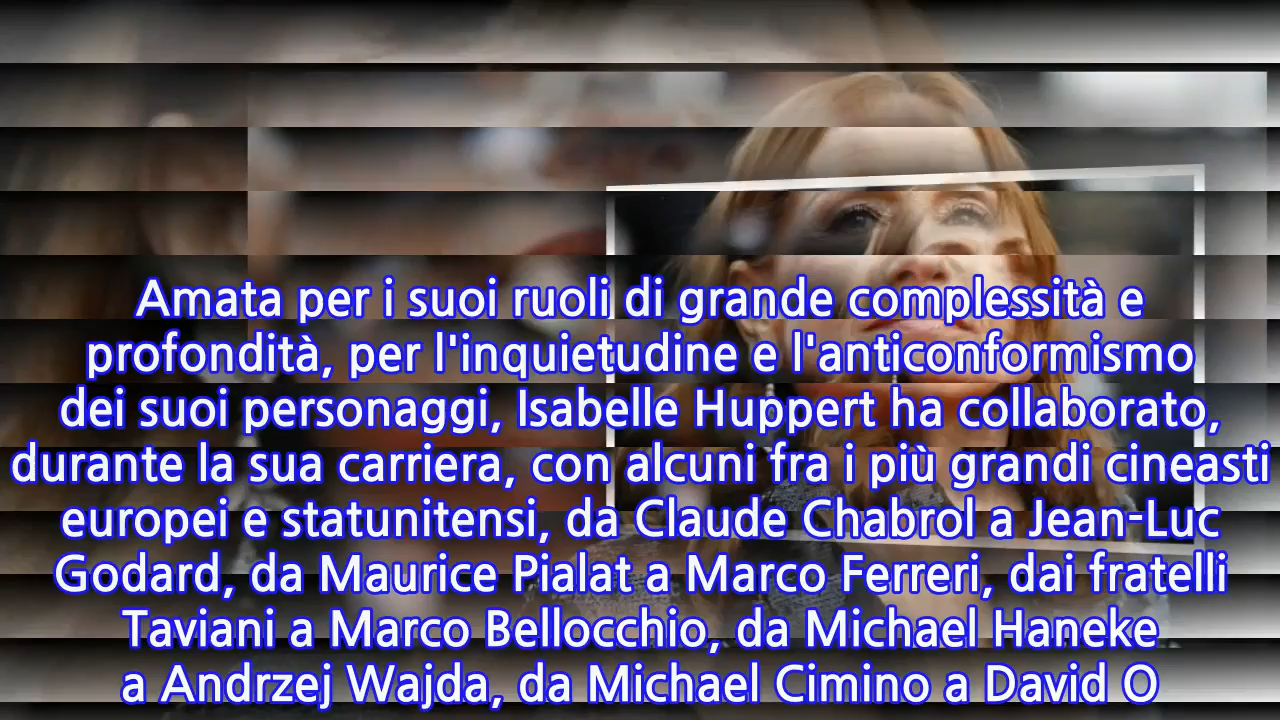 Amata per i suoi ruoli di grande complessità e
profondità, per l'inquietudine e l'anticonformismo
dei suoi personaggi, Isabelle Huppert ha collaborato,
durante la sua carriera, con alcuni fra i più grandi cineasti
europei e statunitensi, da Claude Chabrol a Jean-Luc
Godard, da Maurice Pialat a Marco Ferreri, dai fratelli
Taviani a Marco Bellocchio, da Michael Haneke
a Andrzej Wajda, da Michael Cimino a David O